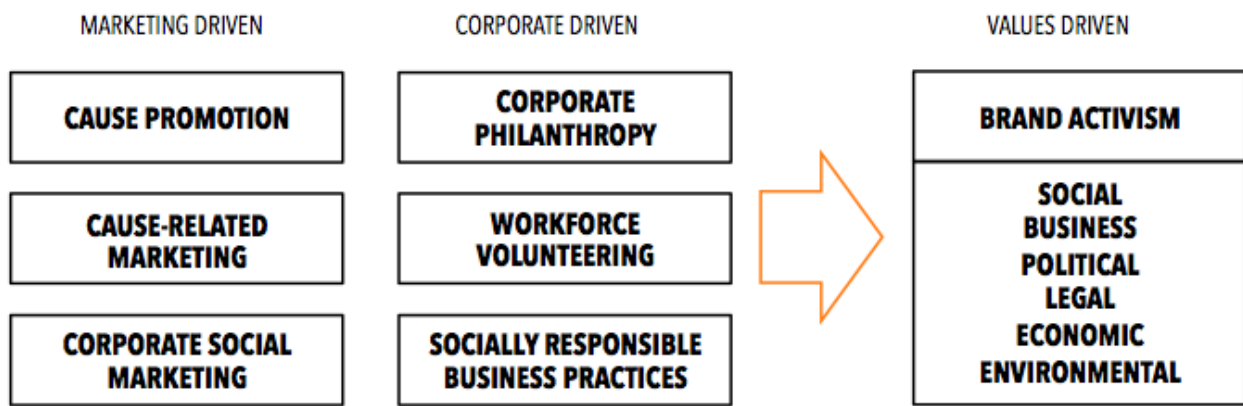 MARKETING DRIVEN
CAUSE PROMOTION
CAUSE-RELATED
MARKETING
CORPORATE SOCIAL
MARKETING
CORPORATE DRIVEN
CORPORATE
PHILANTHROPY
WORKFORCE
VOLUNTEERING
SOCIALLY RESPONSIBLE
BUSINESS PRACTICES
VALUES DRIVEN
BRAND ACTIVISM
SOCIAL
BUSINESS
POLITICAL
LEGAL
ECONOMIC
ENVIRONMENTAL